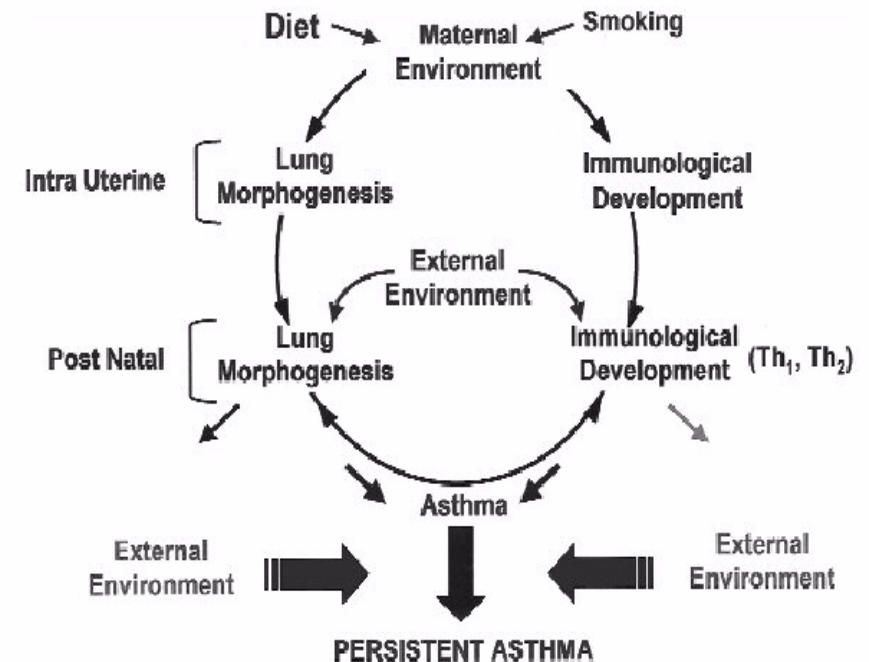 Diet
Smoking
Maternal
Environment
Intra Uterine
Lung
Morphogenesis
Immunological
Development
External
Environment
Post Natal
Lung
Morphogenesis
Immunological
Development
(Th₁, Th₂)
Asthma
External
Environment
External
Environment
PERSISTENT ASTHMA